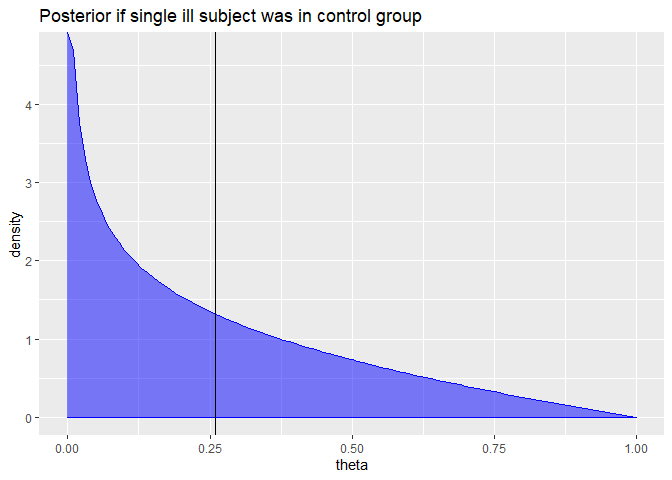 Posterior if single ill subject was in control group
4
3
2
1
0
density
0.00 0.25 0.50 0.75 1.00
theta